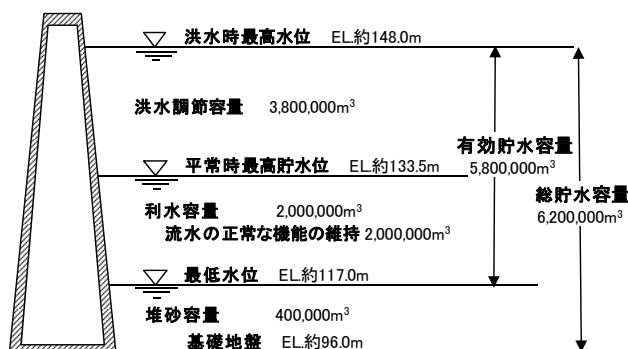 洪水時最高水位 EL.約148.0m
洪水調節容量 3,800,000m³
有効貯水容量
5,800,000m³
平常時最高貯水位 EL.約133.5m
総貯水容量
6,200,000m³
利水容量 2,000,000m³
流水の正常な機能の維持 2,000,000m³
最低水位 EL.約117.0m
堆砂容量 400,000m³
基礎地盤 EL.約96.0m